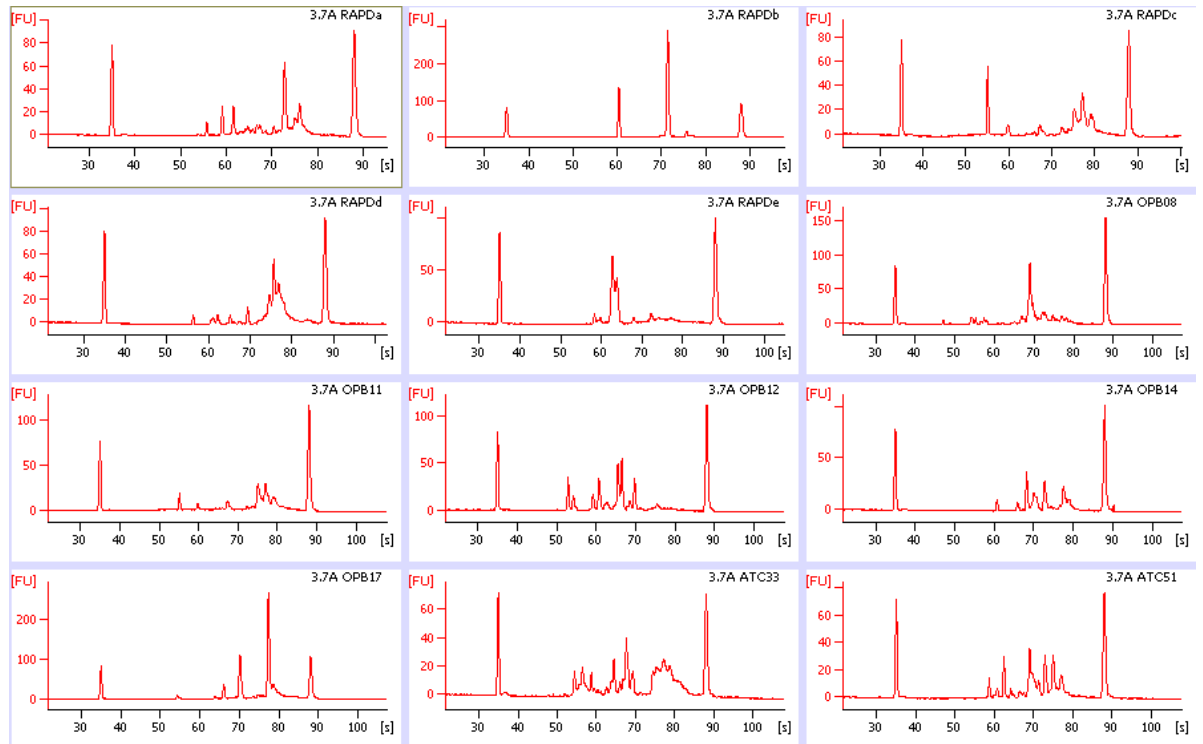 [FU] 3.7A RAPDa
80
60
40
20
0
30 40 50 60 70 80 90 [s]
[FU] 3.7A RAPDb
200
100
0
30 40 50 60 70 80 90 [s]
[FU] 3.7A RAPDc
80
60
40
20
0
30 40 50 60 70 80 90 [s]
[FU] 3.7A RAPDd
80
60
40
20
0
30 40 50 60 70 80 90 [s]
[FU] 3.7A RAPDe
50
0
30 40 50 60 70 80 90 100 [s]
[FU] 3.7A OPB08
150
100
50
0
30 40 50 60 70 80 90 100 [s]
[FU] 3.7A OPB11
100
50
0
30 40 50 60 70 80 90 100 [s]
[FU] 3.7A OPB12
100
50
0
30 40 50 60 70 80 90 100 [s]
[FU] 3.7A OPB14
50
0
30 40 50 60 70 80 90 100 [s]
[FU] 3.7A OPB17
200
100
0
30 40 50 60 70 80 90 100 [s]
[FU] 3.7A ATC33
60
40
20
0
30 40 50 60 70 80 90 100 [s]
[FU] 3.7A ATC51
60
40
20
0
30 40 50 60 70 80 90 100 [s]